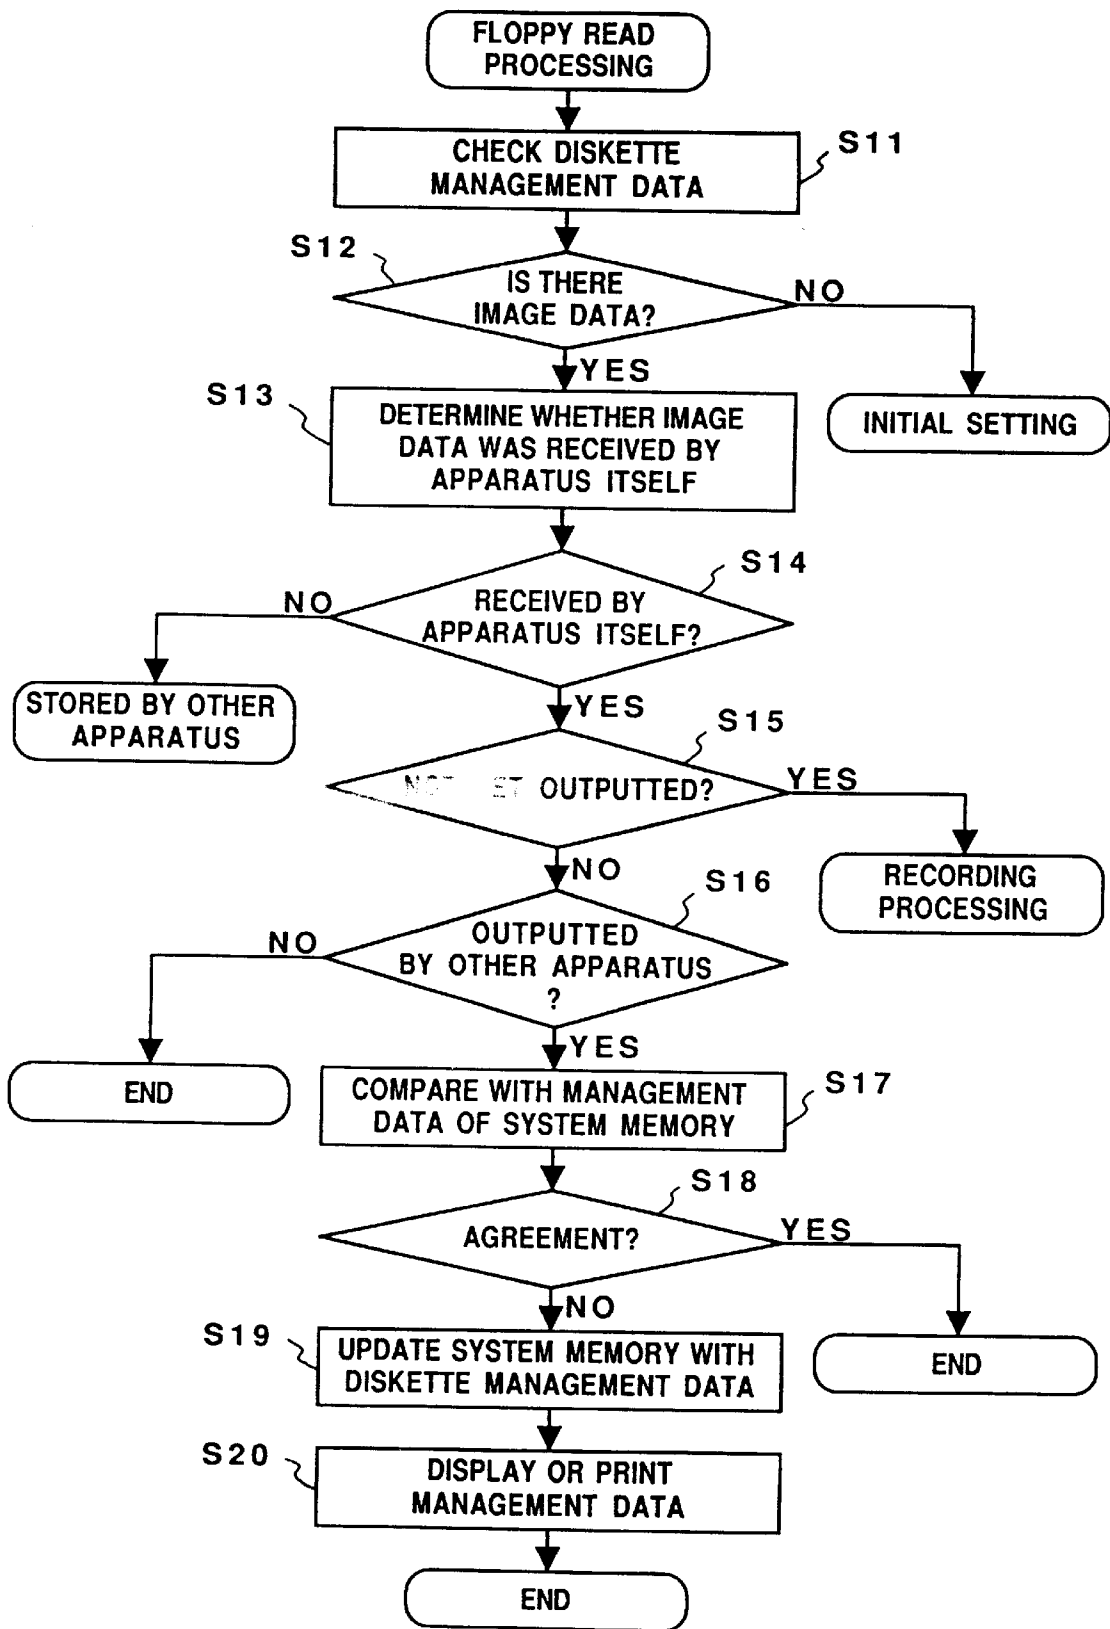 FLOPPY READ
PROCESSING
CHECK DISKETTE
MANAGEMENT DATA
S11
S12
IS THERE
IMAGE DATA?
NO
YES
S13
DETERMINE WHETHER IMAGE
DATA WAS RECEIVED BY
APPARATUS ITSELF
INITIAL SETTING
S14
RECEIVED BY
APPARATUS ITSELF?
NO
YES
STORED BY OTHER
APPARATUS
S15
OUTPUTTED?
YES
NO
RECORDING
PROCESSING
S16
OUTPUTTED
BY OTHER APPARATUS
?
NO
YES
END
S17
COMPARE WITH MANAGEMENT
DATA OF SYSTEM MEMORY
S18
AGREEMENT?
YES
NO
END
S19
UPDATE SYSTEM MEMORY WITH
DISKETTE MANAGEMENT DATA
S20
DISPLAY OR PRINT
MANAGEMENT DATA
END